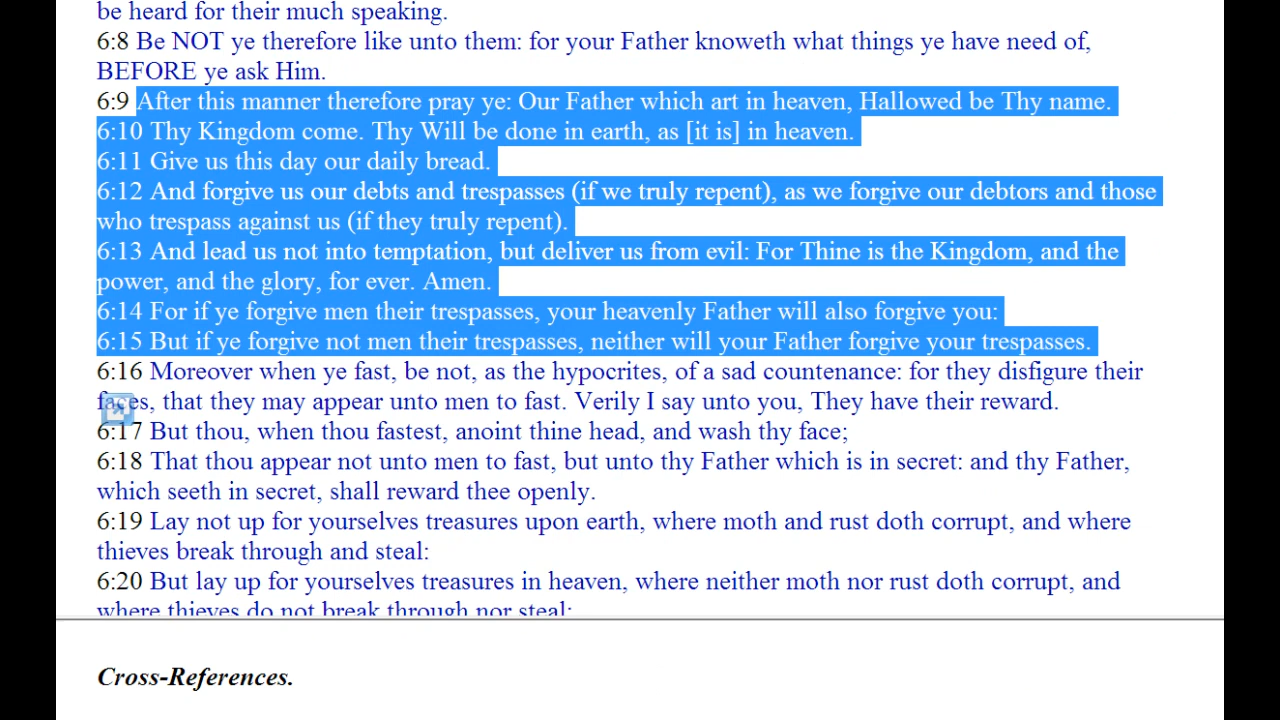 be heard for their much speaking.
6:8 Be NOT ye therefore like unto them: for your Father knoweth what things ye have need of,
BEFORE ye ask Him.
6:9 After this manner therefore pray ye: Our Father which art in heaven, Hallowed be Thy name.
6:10 Thy Kingdom come. Thy Will be done in earth, as [it is] in heaven.
6:11 Give us this day our daily bread.
6:12 And forgive us our debts and trespasses (if we truly repent), as we forgive our debtors and those
who trespass against us (if they truly repent).
6:13 And lead us not into temptation, but deliver us from evil: For Thine is the Kingdom, and the
power, and the glory, for ever. Amen.
6:14 For if ye forgive men their trespasses, your heavenly Father will also forgive you:
6:15 But if ye forgive not men their trespasses, neither will your Father forgive your trespasses.
6:16 Moreover when ye fast, be not, as the hypocrites, of a sad countenance: for they disfigure their
faces, that they may appear unto men to fast. Verily I say unto you, They have their reward.
6:17 But thou, when thou fastest, anoint thine head, and wash thy face;
6:18 That thou appear not unto men to fast, but unto thy Father which is in secret: and thy Father,
which seeth in secret, shall reward thee openly.
6:19 Lay not up for yourselves treasures upon earth, where moth and rust doth corrupt, and where
thieves break through and steal:
6:20 But lay up for yourselves treasures in heaven, where neither moth nor rust doth corrupt, and
where thieves do not break through nor steal:
Cross-References.